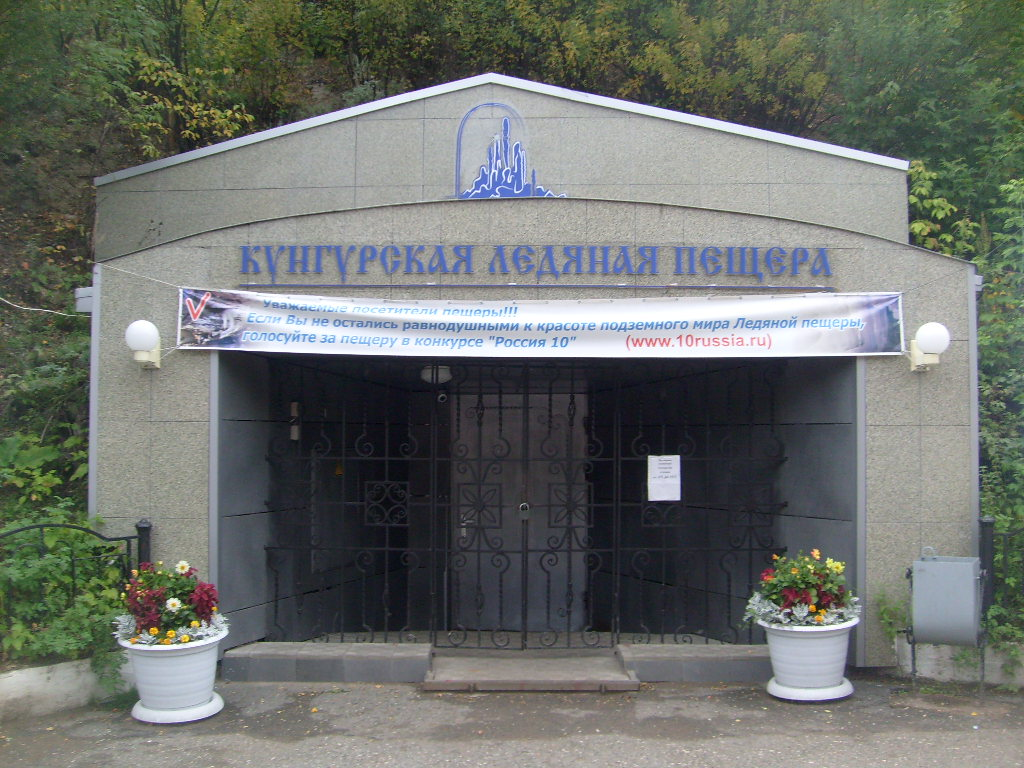 КУНГУРСКАЯ ЛЕДЯНАЯ ПЕЩЕРА
Уважаемые посетители пещеры!!!
Если Вы не остались равнодушными к красоте подземного мира Ледяной пещеры,
голосуйте за пещеру в конкурсе "Россия 10" (www.10russia.ru)